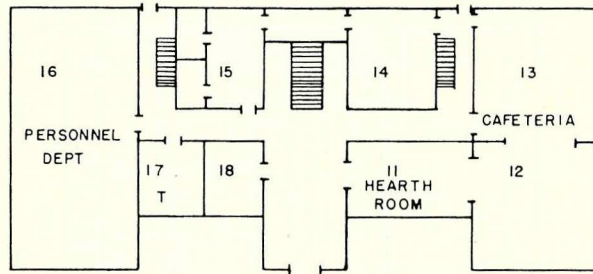 16
15
14
13
PERSONNEL
DEPT
CAFETERIA
17
T
18
11
HEARTH
ROOM
12